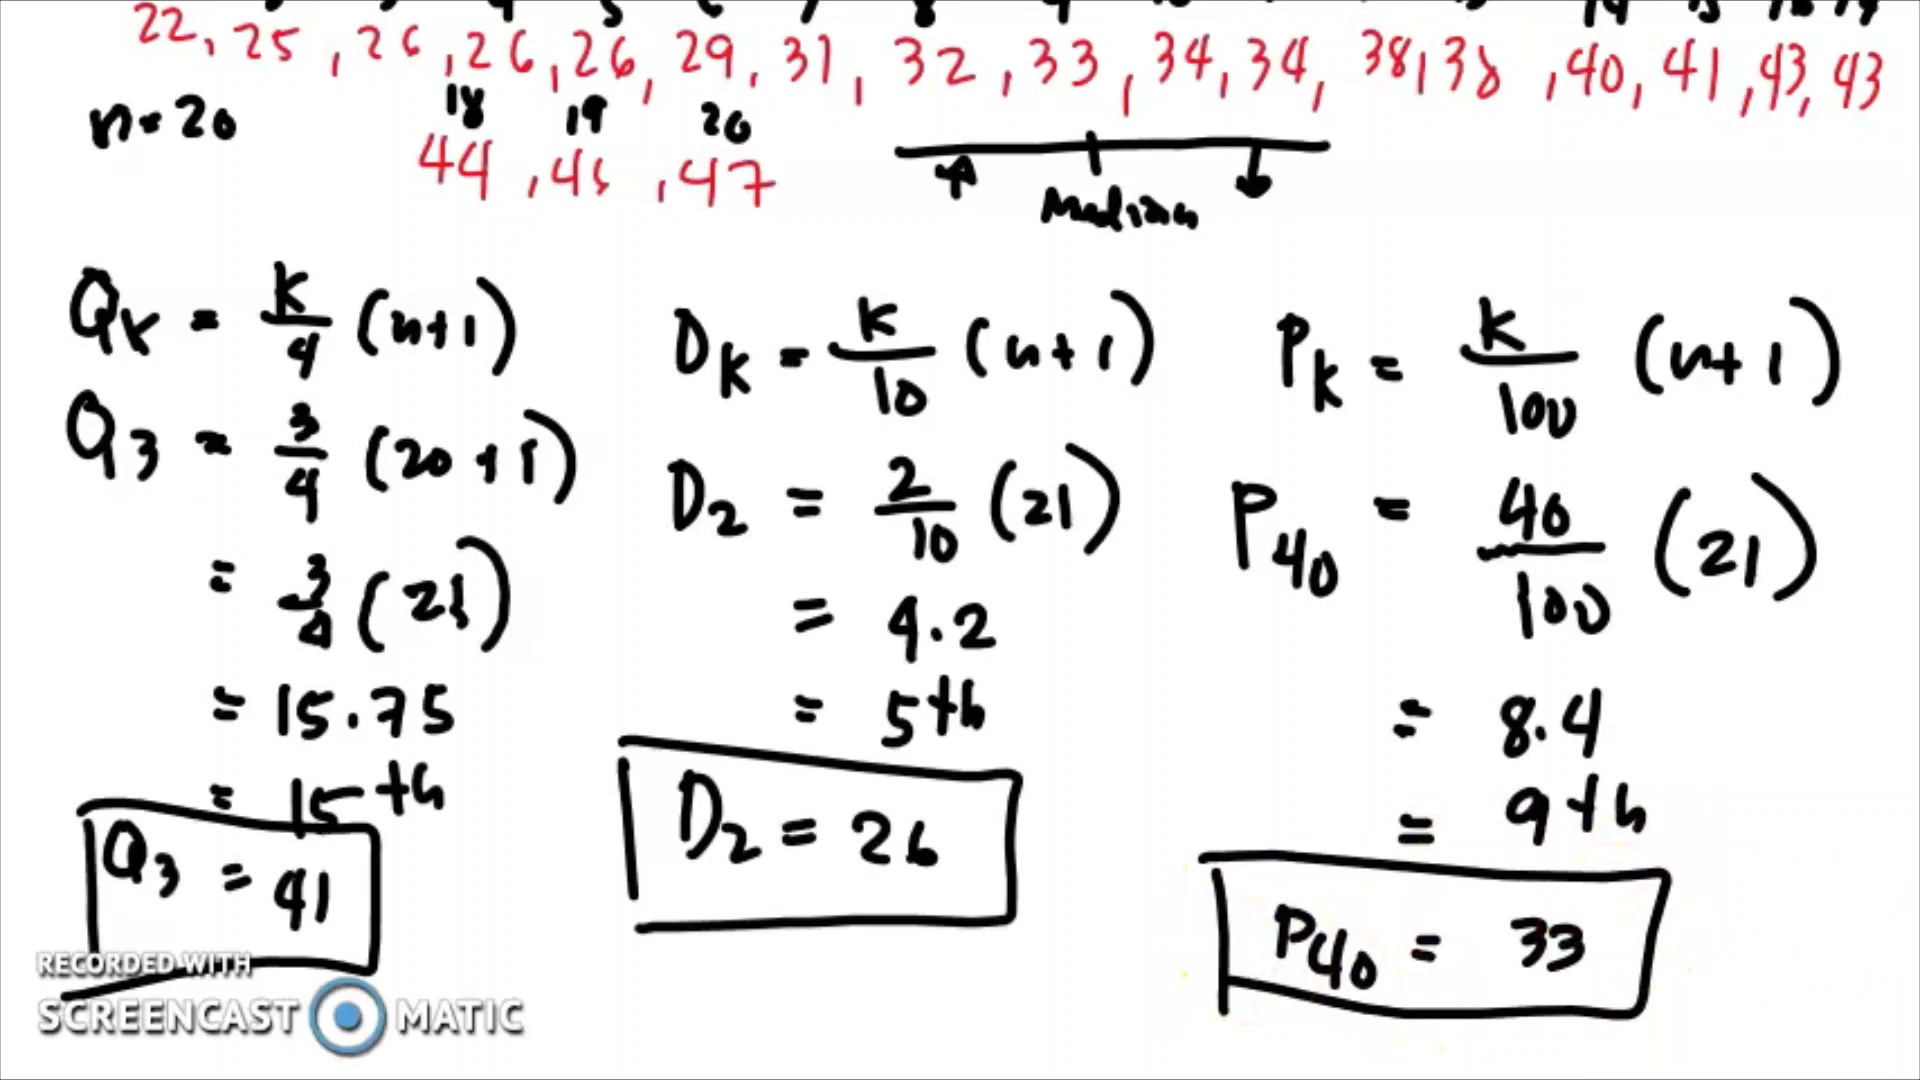 22, 25, 26, 26, 26, 29, 31, 32, 33, 34, 34, 38, 38, 40, 41, 43, 43
n = 20
18 19 20
44, 45, 47
Median
Qk = k/4 (n+1)
Dk = k/10 (n+1)
Pk = k/100 (n+1)
Q3 = 3/4 (20+1)
D2 = 2/10 (21)
P40 = 40/100 (21)
= 3/4 (21)
= 4.2
= 15.75
= 5th
= 8.4
= 15th
= 9th
Q3 = 41
D2 = 26
P40 = 33
RECORDED WITH
SCREENCAST MATIC